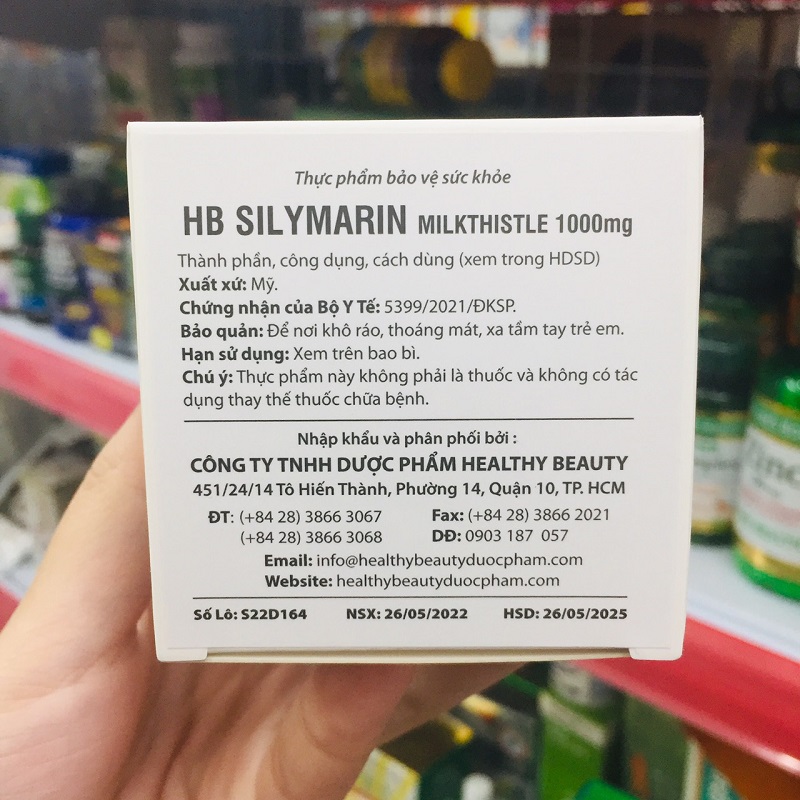 Thực phẩm bảo vệ sức khỏe
HB SILYMARIN MILKTHISTLE 1000mg
Thành phần, công dụng, cách dùng (xem trong HDSD)
Xuất xứ: Mỹ.
Chứng nhận của Bộ Y Tế: 5399/2021/ĐKSP.
Bảo quản: Để nơi khô ráo, thoáng mát, xa tầm tay trẻ em.
Hạn sử dụng: Xem trên bao bì.
Chú ý: Thực phẩm này không phải là thuốc và không có tác
dụng thay thế thuốc chữa bệnh.
Nhập khẩu và phân phối bởi :
CÔNG TY TNHH DƯỢC PHẨM HEALTHY BEAUTY
451/24/14 Tô Hiến Thành, Phường 14, Quận 10, TP. HCM
ĐT: (+84 28) 3866 3067 Fax: (+84 28) 3866 2021
(+84 28) 3866 3068 DĐ: 0903 187 057
Email: info@healthybeautyduocpham.com
Website: healthybeautyduocpham.com
Số Lô: S22D164 NSX: 26/05/2022 HSD: 26/05/2025